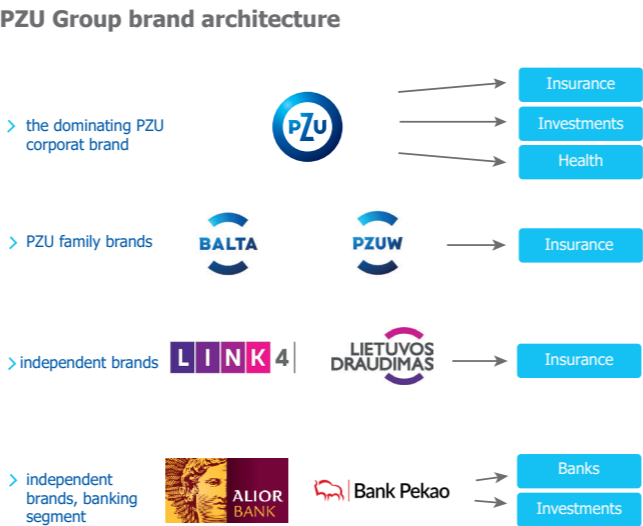 PZU Group brand architecture
the dominating PZU
corporat brand
PZU
Insurance
Investments
Health
PZU family brands
BALTA
PZUW
Insurance
independent brands
LINK4
LIETUVOS
DRAUDIMAS
Insurance
independent
brands, banking
segment
ALIOR
BANK
Bank Pekao
Banks
Investments